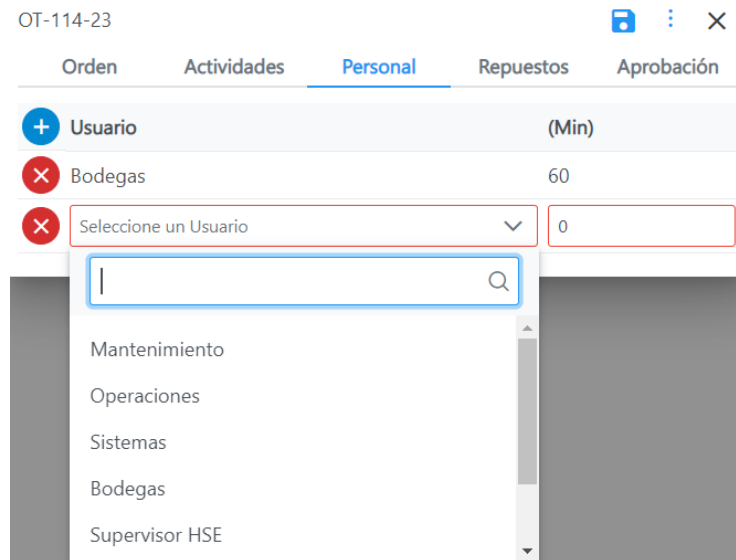 OT-114-23
Orden Actividades Personal Repuestos Aprobación
Usuario (Min)
Bodegas 60
Seleccione un Usuario 0
Mantenimiento
Operaciones
Sistemas
Bodegas
Supervisor HSE